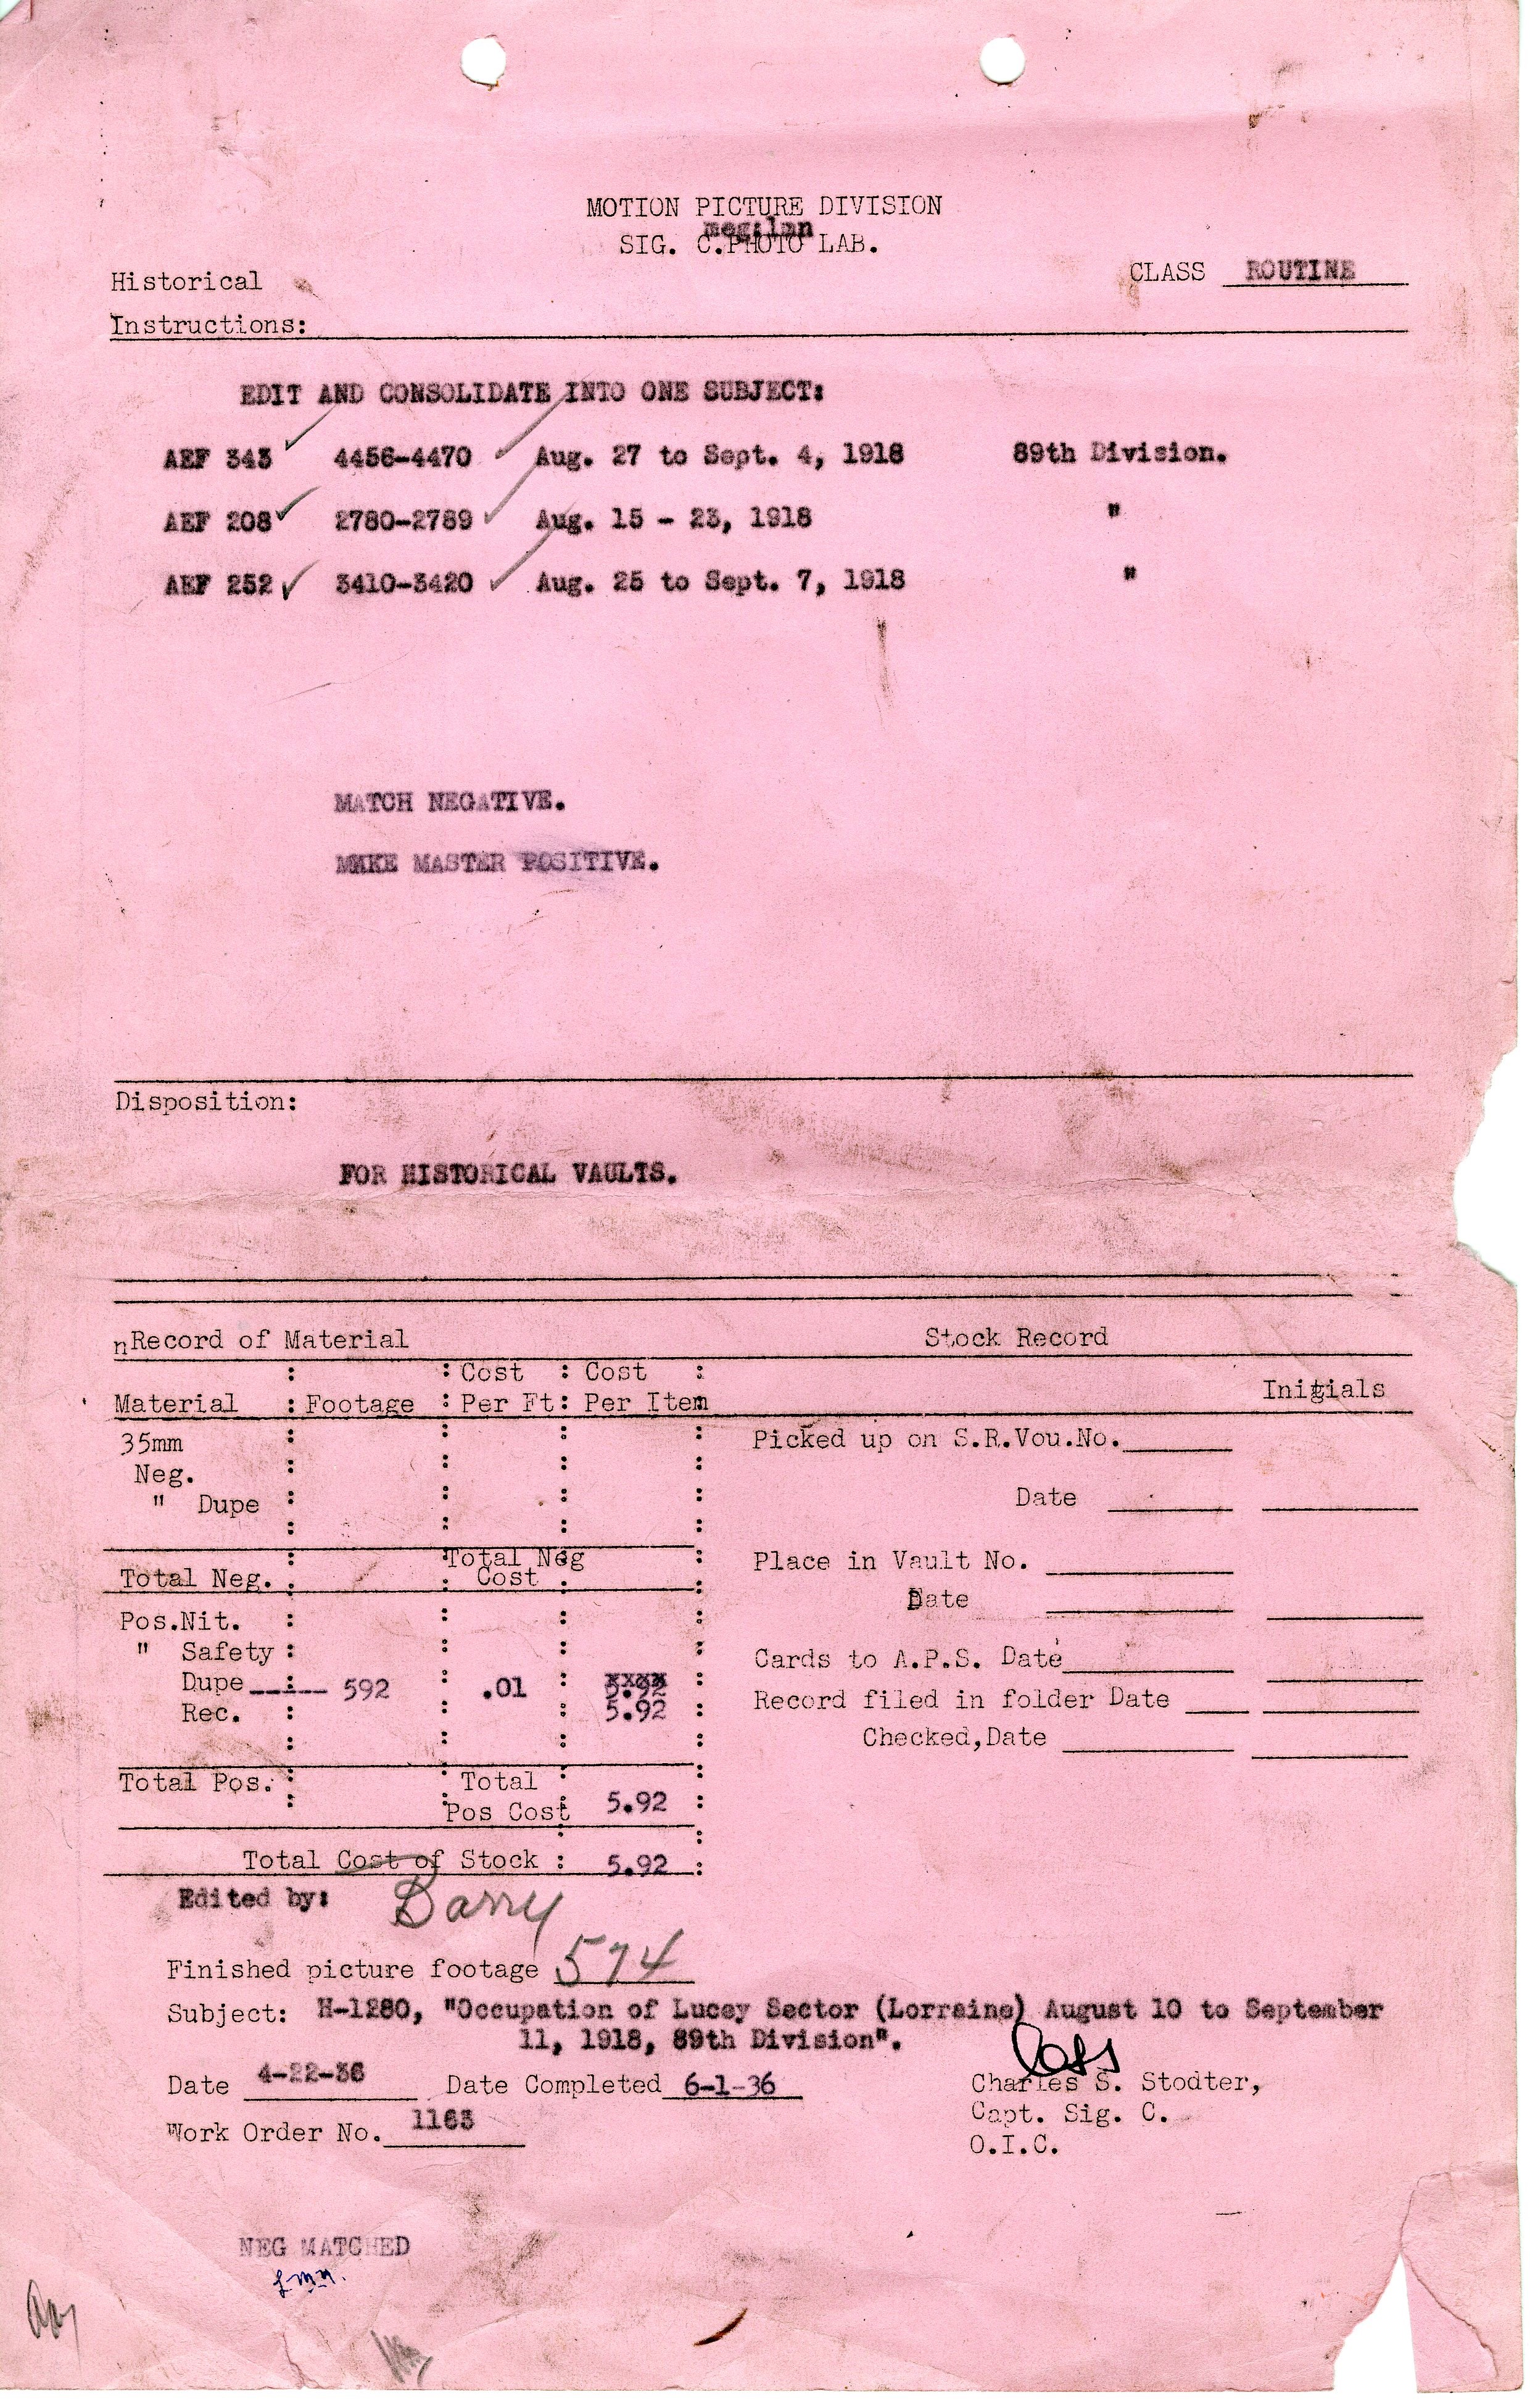 MOTION PICTURE DIVISION
meg:lan
SIG. C.PHOTO LAB.
Historical
CLASS ROUTINE
Instructions:
EDIT AND CONSOLIDATE INTO ONE SUBJECT:
AEF 343 4456-4470 Aug. 27 to Sept. 4, 1918 89th Division.
AEF 208 2780-2789 Aug. 15 - 23, 1918 "
AEF 252 3410-3420 Aug. 25 to Sept. 7, 1918 "
MATCH NEGATIVE.
MAKE MASTER POSITIVE.
Disposition:
FOR HISTORICAL VAULTS.
nRecord of Material Stock Record
: : Cost : Cost :
Material : Footage : Per Ft: Per Item Initials
35mm
Neg.
" Dupe
Picked up on S.R.Vou.No.
Date
Total Neg. Total Neg Cost
Place in Vault No.
Date
Pos.Nit.
" Safety
Dupe 592 .01 5.92
Rec. 5.92
Cards to A.P.S. Date
Record filed in folder Date
Checked,Date
Total Pos. Total Pos Cost 5.92
Total Cost of Stock : 5.92
Edited by: Barry
Finished picture footage 574
Subject: H-1280, "Occupation of Lucey Sector (Lorraine) August 10 to September
11, 1918, 89th Division".
Date 4-22-36 Date Completed 6-1-36
Charles S. Stodter,
Capt. Sig. C.
O.I.C.
Work Order No. 1163
NEG MATCHED